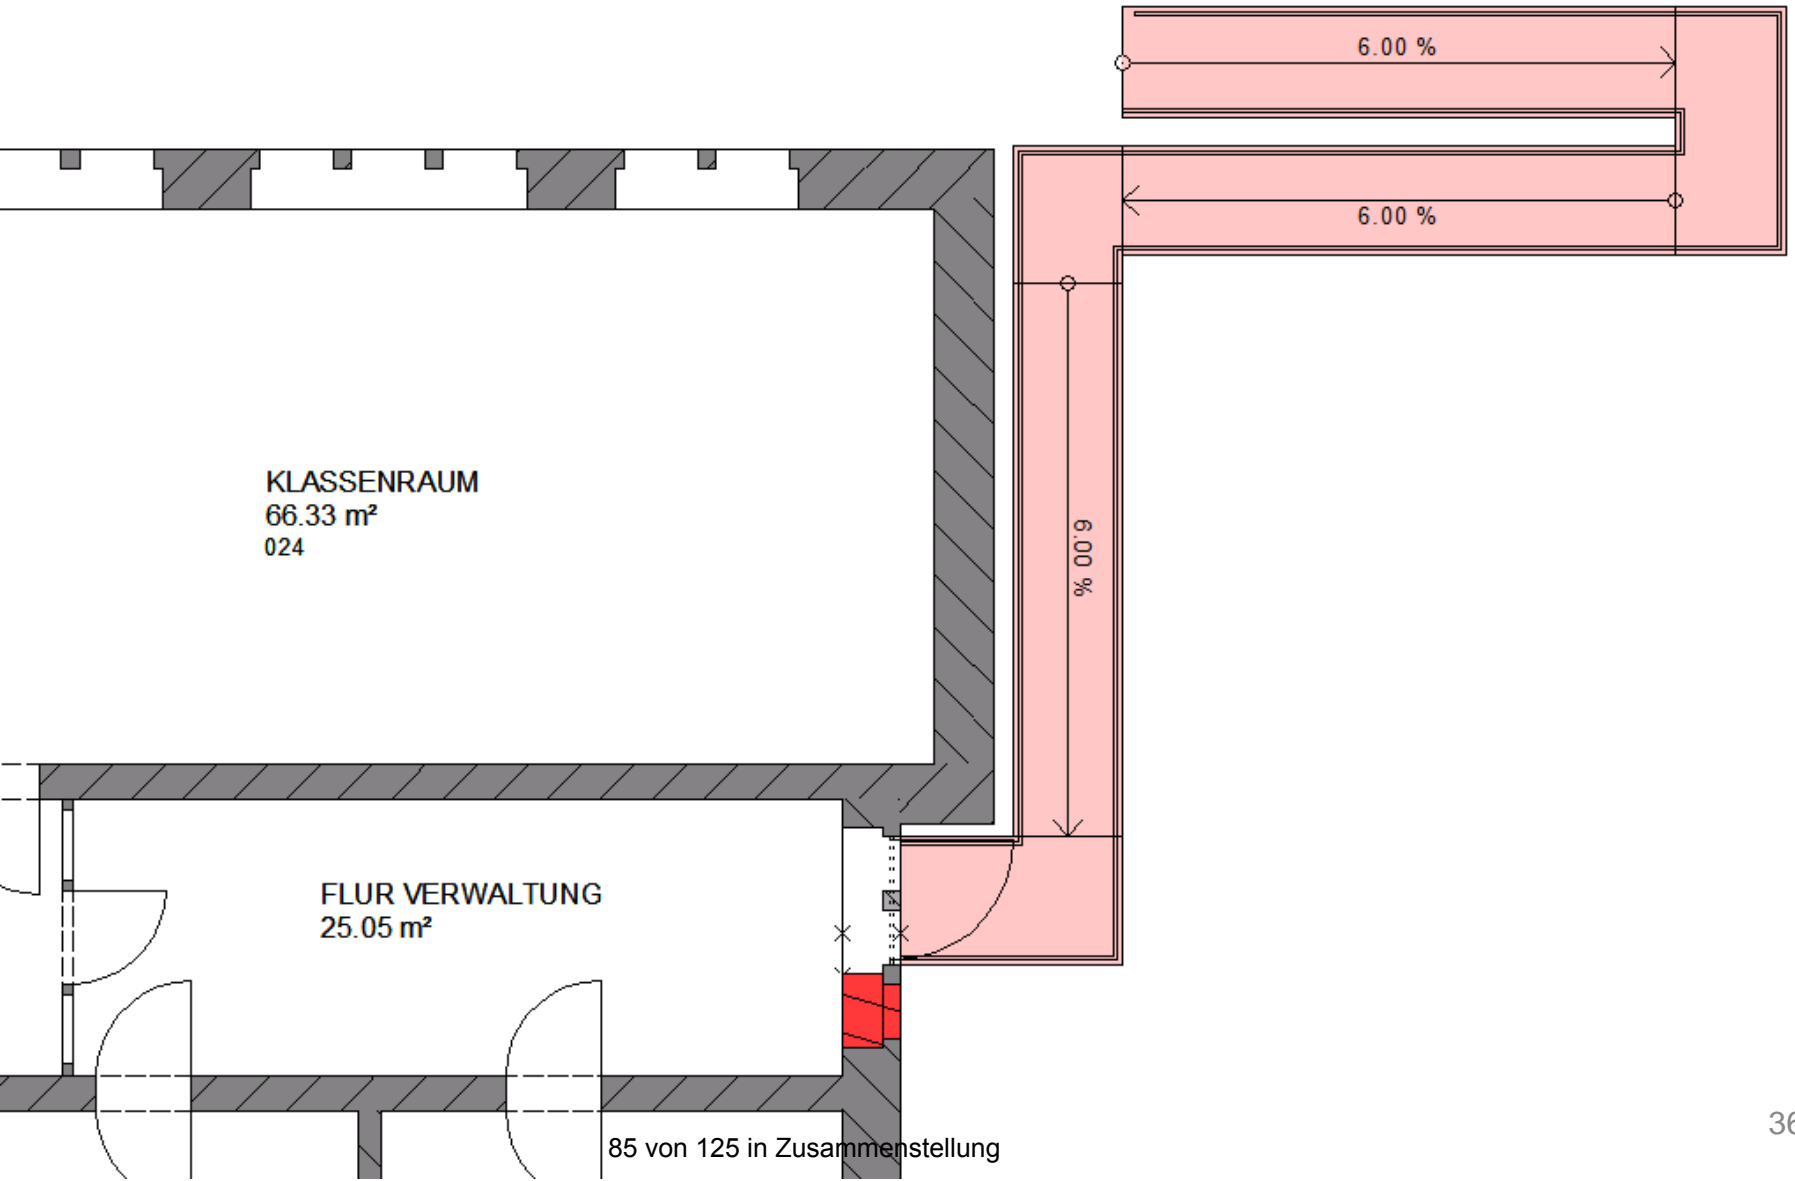 6.00 %
6.00 %
6.00 %
KLASSENRAUM
66.33 m²
024
FLUR VERWALTUNG
25.05 m²
36
85 von 125 in Zusammenstellung